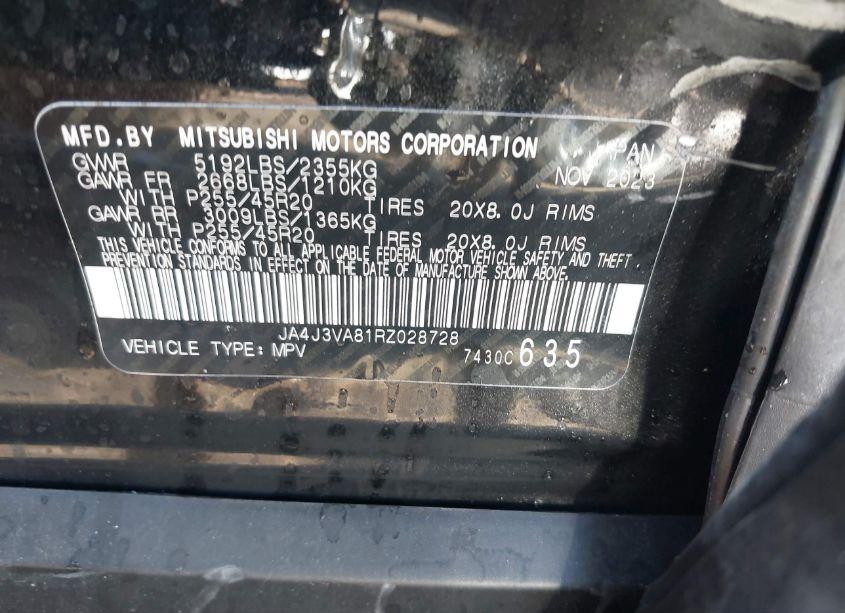 MFD.BY MITSUBISHI MOTORS CORPORATION JAPAN
GVWR 5192LBS/2355KG NOV 2023
GAWR FR 2668LBS/1210KG
WITH P255/45R20 TIRES 20X8.0J RIMS
GAWR RR 3009LBS/1365KG
WITH P255/45R20 TIRES 20X8.0J RIMS
THIS VEHICLE CONFORMS TO ALL APPLICABLE FEDERAL MOTOR VEHICLE SAFETY AND THEFT
PREVENTION STANDARDS IN EFFECT ON THE DATE OF MANUFACTURE SHOWN ABOVE.
JA4J3VA81RZ028728
VEHICLE TYPE: MPV 7430C 635